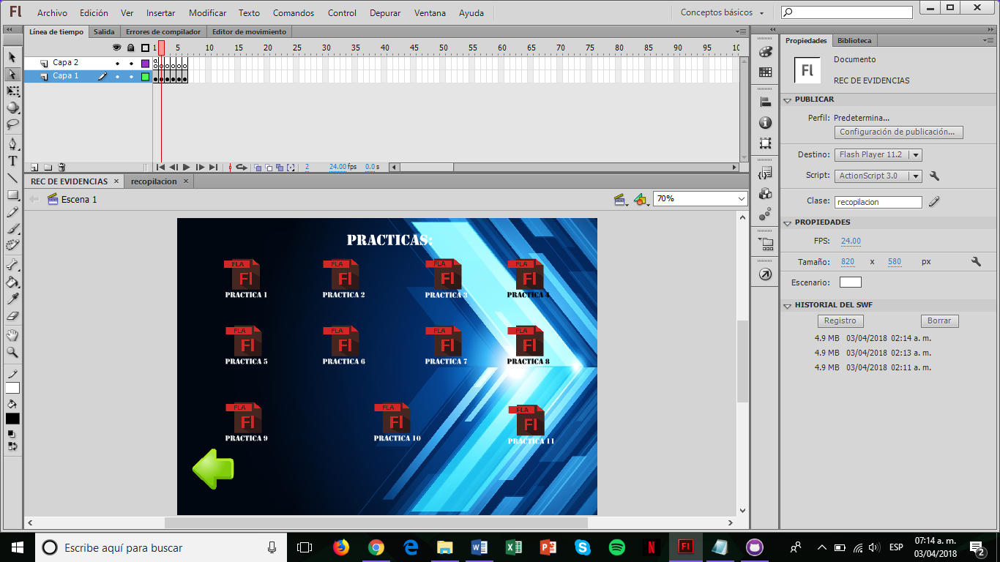 Fl Archivo Edición Ver Insertar Modificar Texto Comandos Control Depurar Ventana Ayuda Conceptos básicos
Línea de tiempo Salida Errores de compilador Editor de movimiento
1 5 10 15 20 25 30 35 40 45 50 55 60 65 70 75 80 85 90 95 10
Capa 2
Capa 1
2 24.00 fps 0.0 s
REC DE EVIDENCIAS × recopilacion ×
Escena 1 70%
PRACTICAS:
FLA FLA FLA FLA
Fl Fl Fl Fl
PRACTICA 1 PRACTICA 2 PRACTICA 3 PRACTICA 4
FLA FLA FLA FLA
Fl Fl Fl Fl
PRACTICA 5 PRACTICA 6 PRACTICA 7 PRACTICA 8
FLA FLA FLA
Fl Fl Fl
PRACTICA 9 PRACTICA 10 PRACTICA 11
Propiedades Biblioteca
Fl
Documento
REC DE EVIDENCIAS
PUBLICAR
Perfil: Predetermina...
Configuración de publicación...
Destino: Flash Player 11.2
Script: ActionScript 3.0
Clase: recopilacion
PROPIEDADES
FPS: 24.00
Tamaño: 820 x 580 px
Escenario:
HISTORIAL DEL SWF
Registro Borrar
4.9 MB 03/04/2018 02:14 a. m.
4.9 MB 03/04/2018 02:13 a. m.
4.9 MB 03/04/2018 02:11 a. m.
Escribe aquí para buscar
ESP
07:14 a. m.
03/04/2018
2